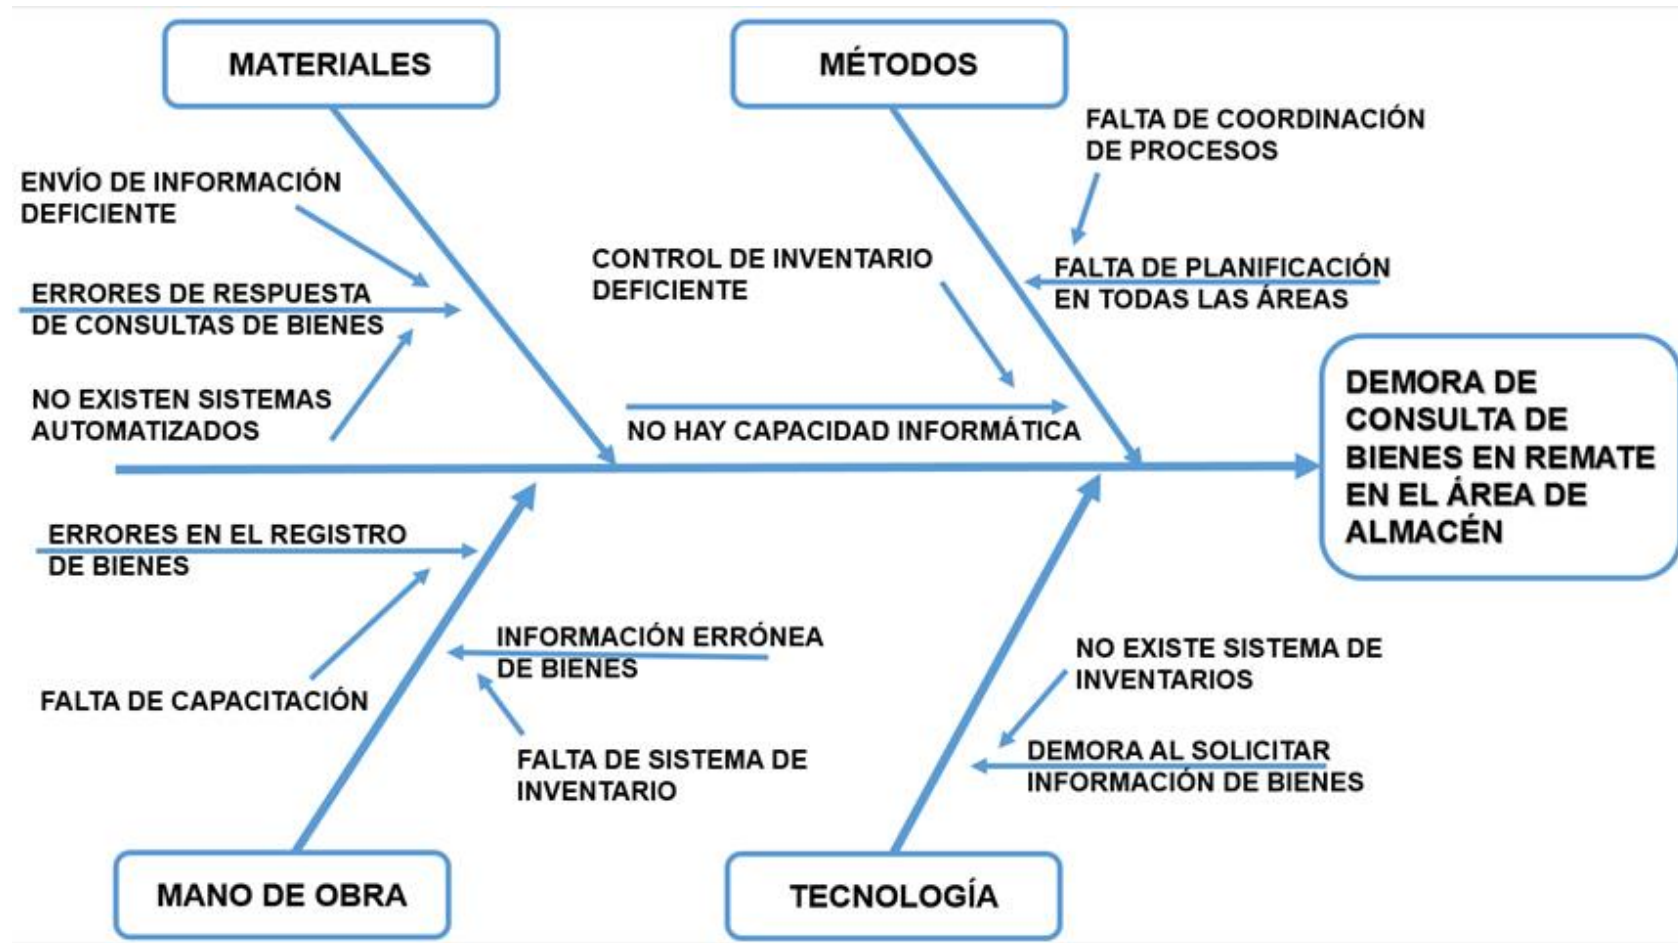 MATERIALES
MÉTODOS
FALTA DE COORDINACIÓN
DE PROCESOS
ENVÍO DE INFORMACIÓN
DEFICIENTE
CONTROL DE INVENTARIO
DEFICIENTE
FALTA DE PLANIFICACIÓN
EN TODAS LAS ÁREAS
ERRORES DE RESPUESTA
DE CONSULTAS DE BIENES
NO EXISTEN SISTEMAS
AUTOMATIZADOS
NO HAY CAPACIDAD INFORMÁTICA
DEMORA DE
CONSULTA DE
BIENES EN REMATE
EN EL ÁREA DE
ALMACÉN
ERRORES EN EL REGISTRO
DE BIENES
INFORMACIÓN ERRÓNEA
DE BIENES
NO EXISTE SISTEMA DE
INVENTARIOS
FALTA DE CAPACITACIÓN
FALTA DE SISTEMA DE
INVENTARIO
DEMORA AL SOLICITAR
INFORMACIÓN DE BIENES
MANO DE OBRA
TECNOLOGÍA